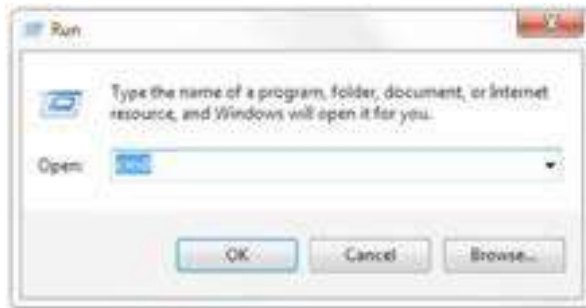 Run
Type the name of a program, folder, document, or Internet
resource, and Windows will open it for you.
Open: cmd
OK Cancel Browse...